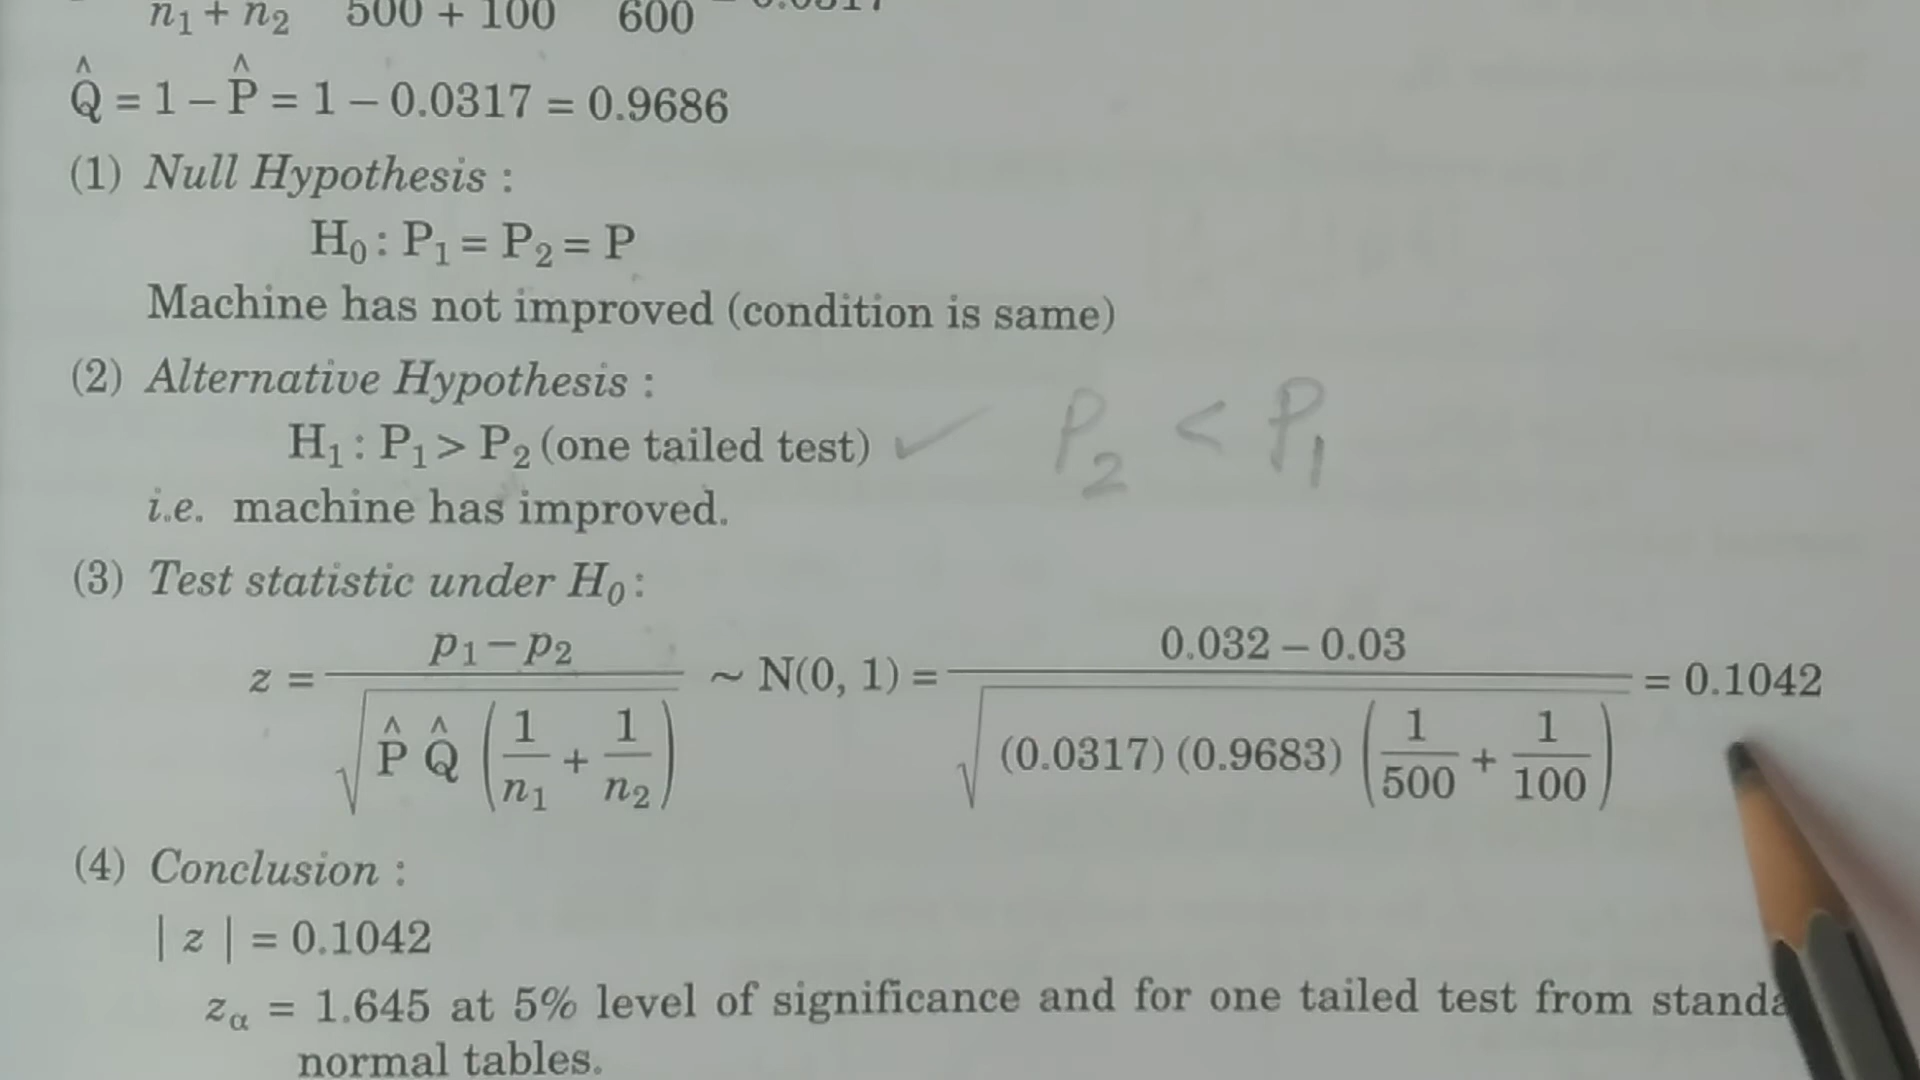 n₁ + n₂ 500 + 100 600
Q̂ = 1 – P̂ = 1 – 0.0317 = 0.9686
(1) Null Hypothesis :
H₀ : P₁ = P₂ = P
Machine has not improved (condition is same)
(2) Alternative Hypothesis :
H₁ : P₁ > P₂ (one tailed test) ✓ P₂ < P₁
i.e. machine has improved.
(3) Test statistic under H₀ :
z = (p₁ – p₂) / √(P̂ Q̂ (1/n₁ + 1/n₂)) ~ N(0, 1) = (0.032 – 0.03) / √((0.0317) (0.9683) (1/500 + 1/100)) = 0.1042
(4) Conclusion :
| z | = 0.1042
zα = 1.645 at 5% level of significance and for one tailed test from standa
normal tables.